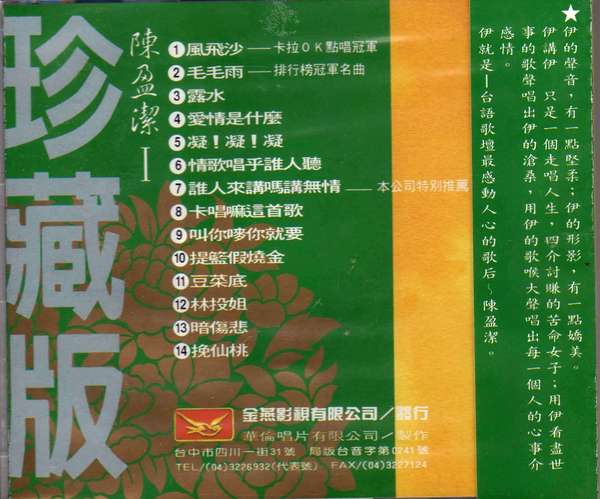 珍藏版
陳盈潔 I
1 風飛沙——卡拉OK點唱冠軍
2 毛毛雨——排行榜冠軍名曲
3 露水
4 愛情是什麼
5 凝！凝！凝
6 情歌唱乎誰人聽
7 誰人來講嗎講無情——本公司特別推薦
8 卡唱嘛這首歌
9 叫你嘜你就要
10 提籃假燒金
11 豆菜底
12 林投姐
13 暗傷悲
14 挽仙桃
金燕影視有限公司／發行
華倫唱片有限公司／製作
台中市四川一街31號 局版台音字第0241號
TEL／(04)3226932(代表號) FAX／(04)3227124
★伊的聲音，有一點堅柔；伊的形影，有一點嬌美。
伊講伊 只是一個走唱人生，四介討賺的苦命女子；用伊看盡世
事的歌聲唱出伊的滄桑，用伊的歌喉大聲唱出每一個人的心事介
感情。
伊就是－台語歌壇最感動人心的歌后～陳盈潔。